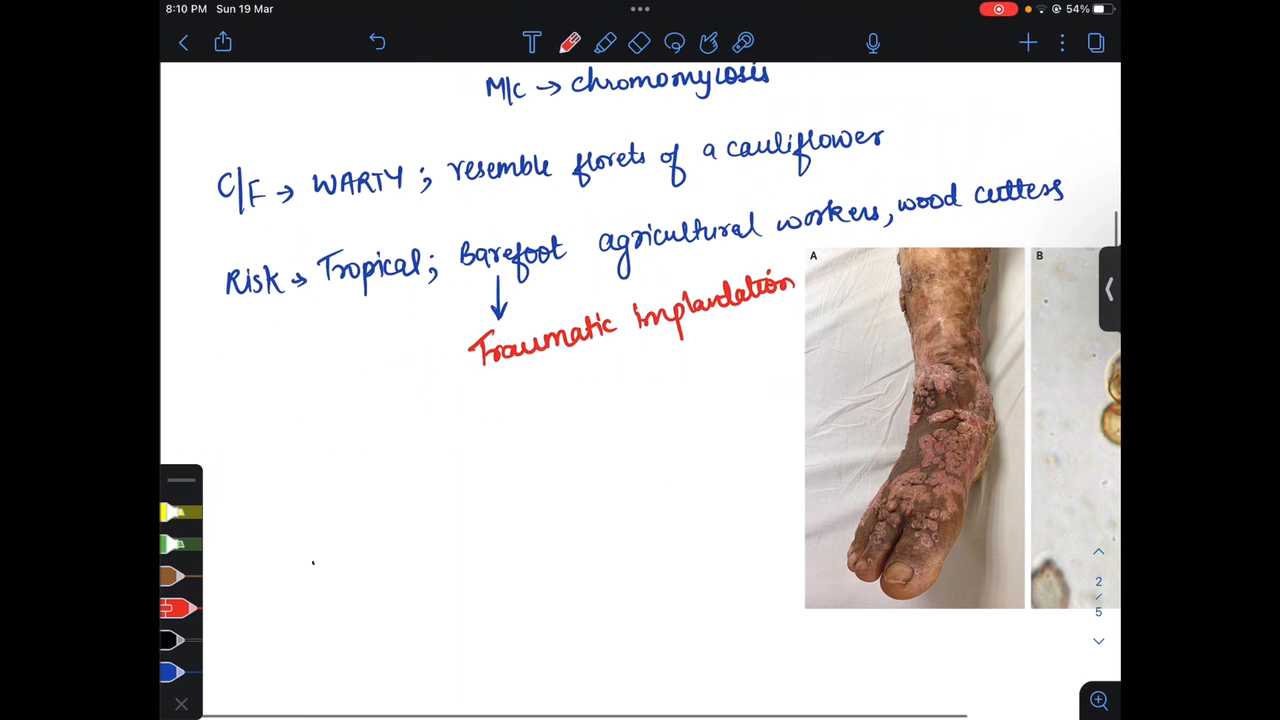 8:10 PM Sun 19 Mar
54%
M/C → chromomycosis
C/F → WARTY ; resemble florets of a cauliflower
Risk → Tropical; Barefoot agricultural workers, wood cutters
↓
Traumatic implantation
A
B
2
/
5